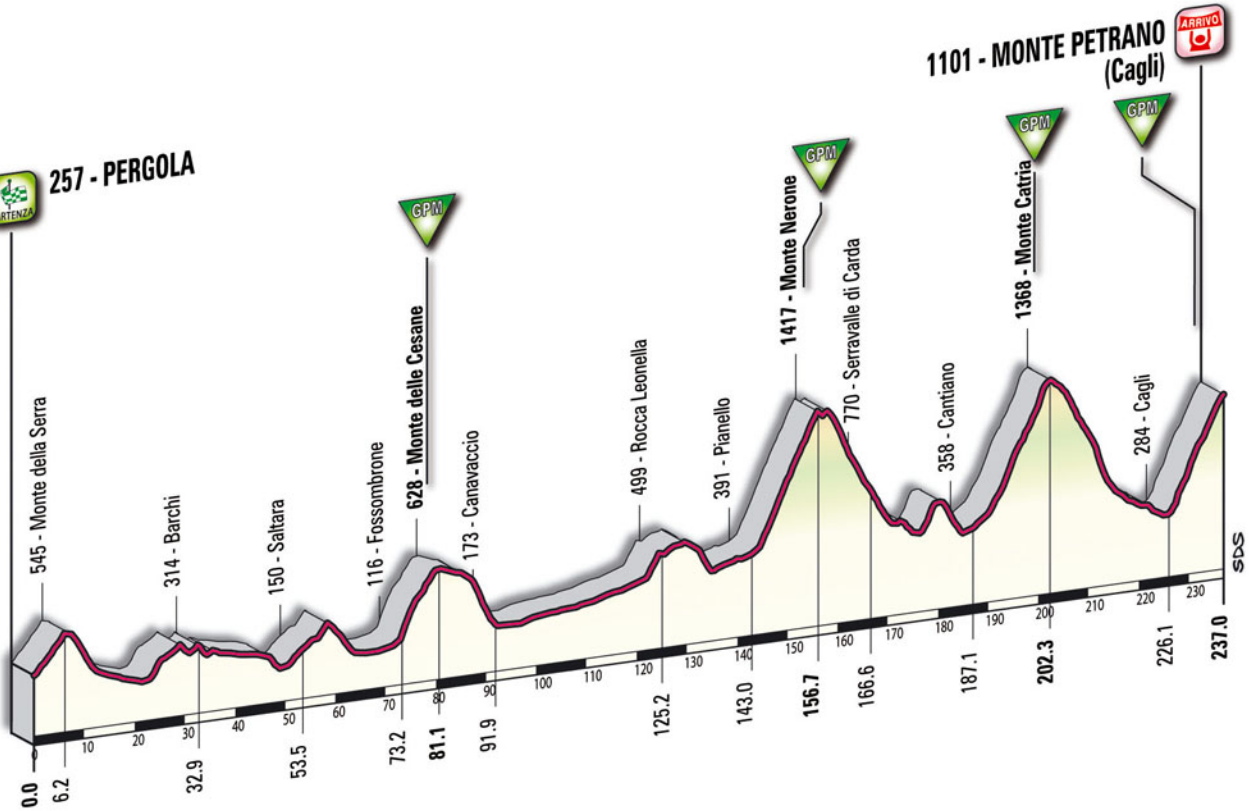 1101 - MONTE PETRANO
(Cagli)
ARRIVO
257 - PERGOLA
RTENZA
GPM
GPM
GPM
GPM
545 - Monte della Serra
314 - Barchi
150 - Saltara
116 - Fossombrone
628 - Monte delle Cesane
173 - Canavaccio
499 - Rocca Leonella
391 - Pianello
1417 - Monte Nerone
770 - Serravalle di Carda
358 - Cantiano
1368 - Monte Catria
284 - Cagli
SDS
0 10 20 30 40 50 60 70 80 90 100 110 120 130 140 150 160 170 180 190 200 210 220 230
0.0
6.2
32.9
53.5
73.2
81.1
91.9
125.2
143.0
156.7
166.6
187.1
202.3
226.1
237.0